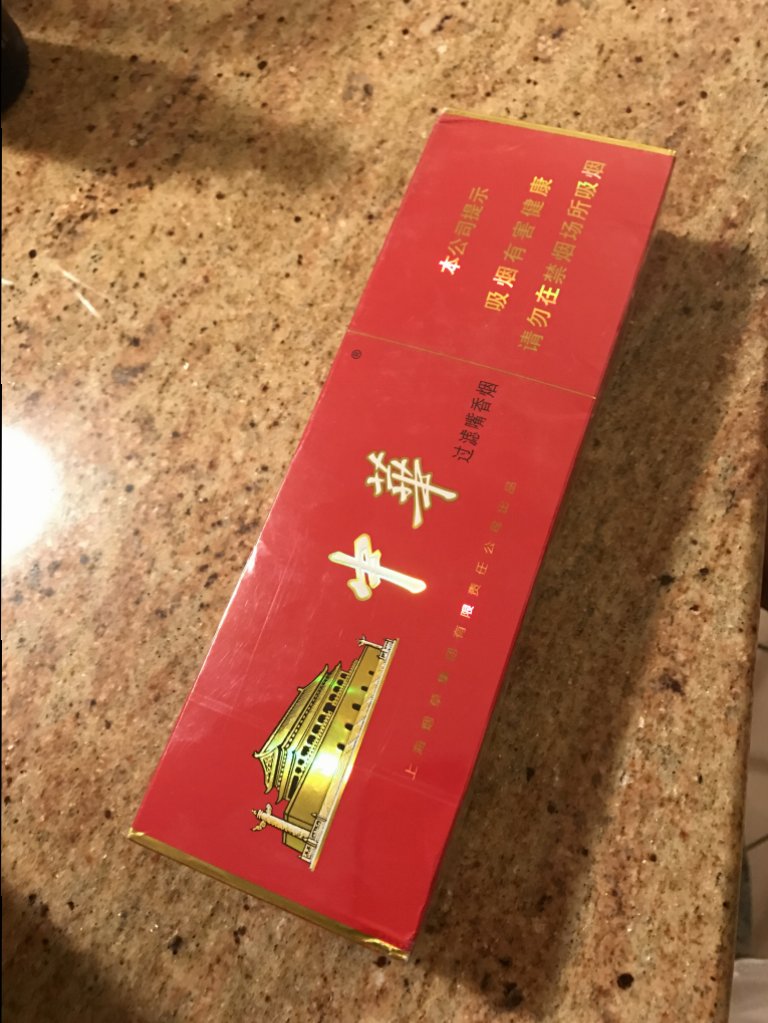 中華®
过滤嘴香烟
上海烟草集团有限责任公司出品
本公司提示
吸烟有害健康
请勿在禁烟场所吸烟